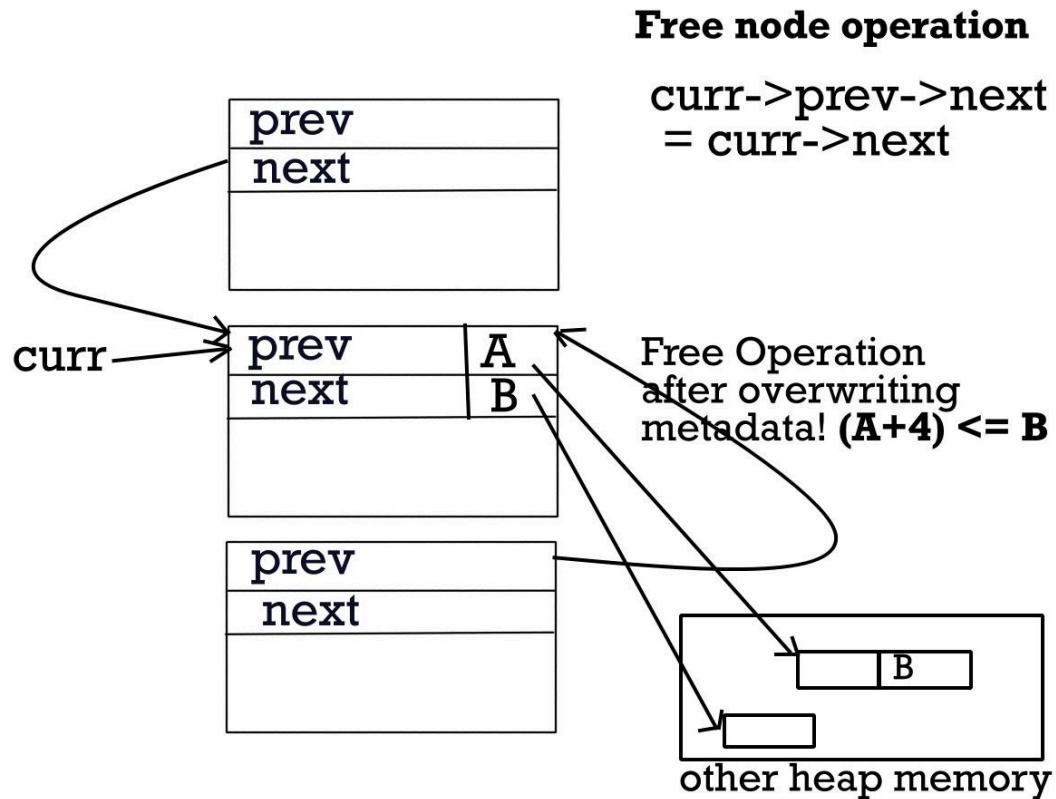 Free node operation
curr->prev->next
= curr->next
prev
next
curr
prev
A
next
B
Free Operation
after overwriting
metadata! (A+4) <= B
prev
next
B
other heap memory